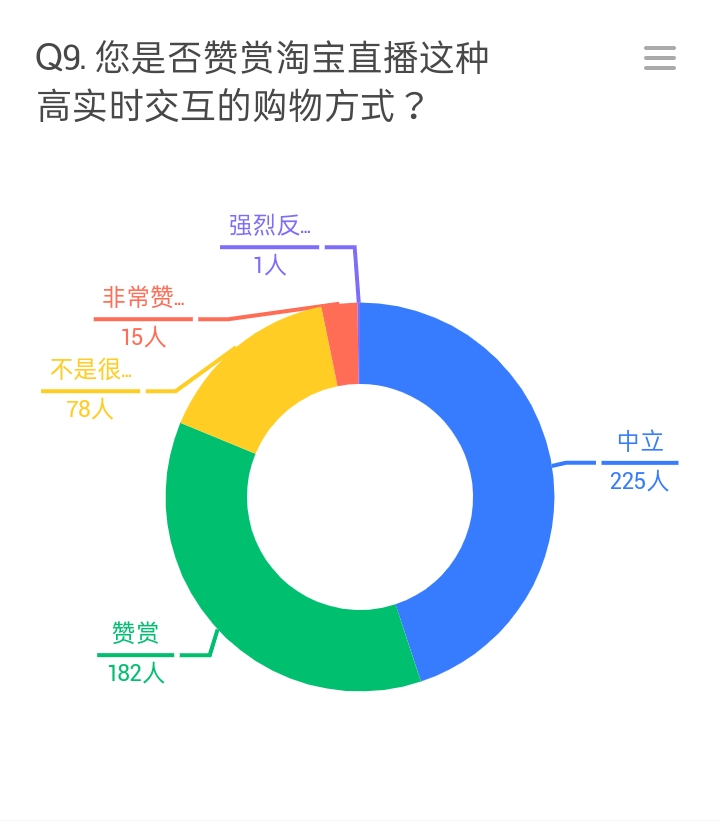 Q9. 您是否赞赏淘宝直播这种
高实时交互的购物方式？
强烈反...
1人
非常赞...
15人
不是很...
78人
中立
225人
赞赏
182人